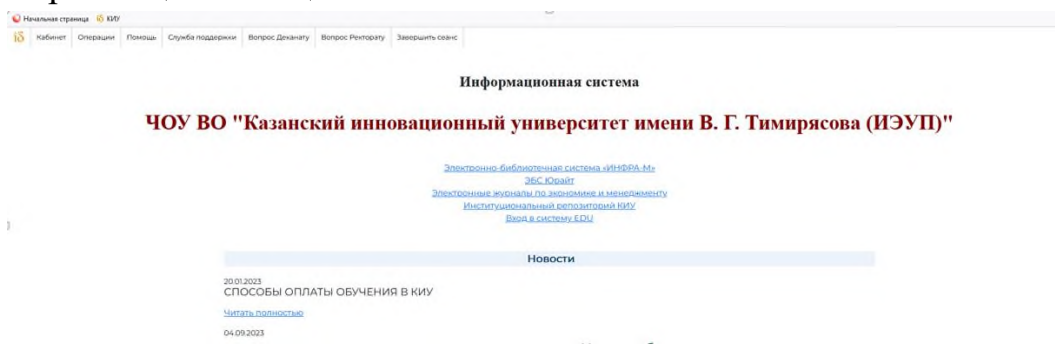 Начальная страница КИУ
Кабинет Операции Помощь Служба поддержки Вопрос Деканату Вопрос Ректорату Завершить сеанс
Информационная система
ЧОУ ВО "Казанский инновационный университет имени В. Г. Тимирясова (ИЭУП)"
Электронно-библиотечная система «ИНФРА-М»
ЭБС Юрайт
Электронные журналы по экономике и менеджменту
Институциональный репозиторий КИУ
Вход в систему EDU
Новости
20.01.2023
СПОСОБЫ ОПЛАТЫ ОБУЧЕНИЯ В КИУ
Читать полностью
04.09.2023